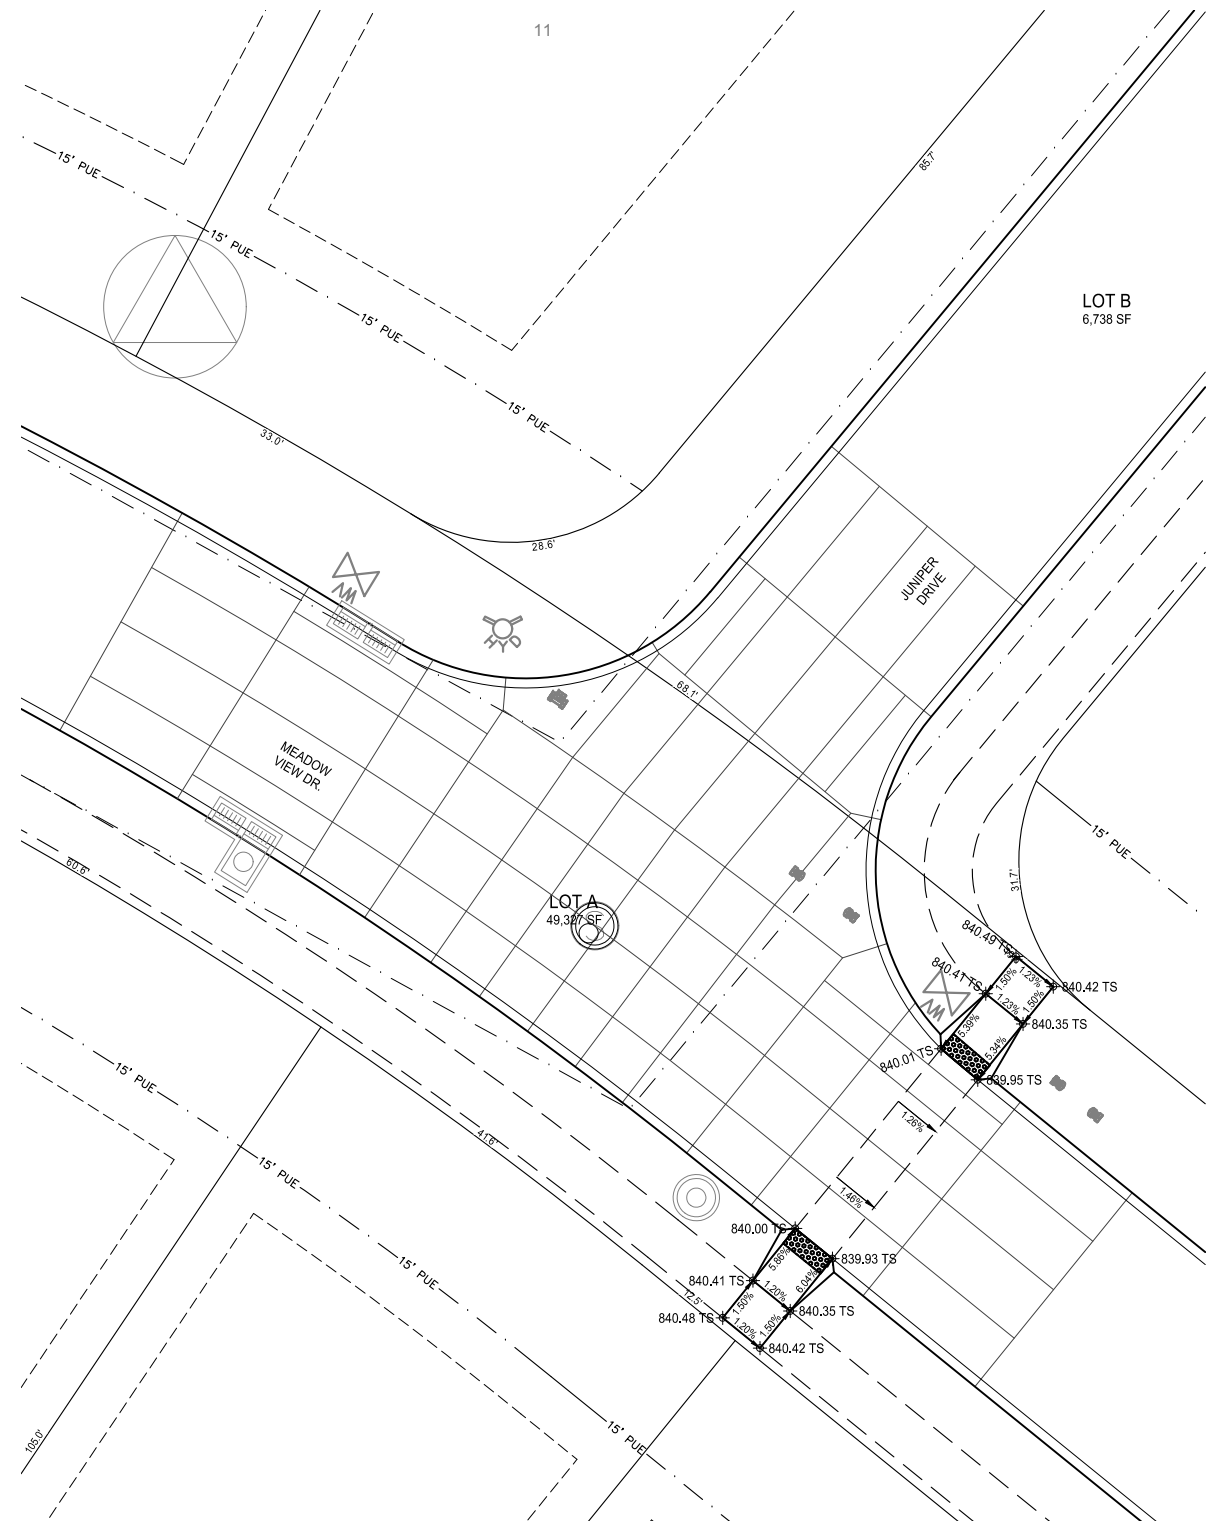 11
15' PUE
85.7'
15' PUE
LOT B
6,738 SF
15' PUE
15' PUE
33.0'
28.6'
JUNIPER
DRIVE
WV
HYD
68.1'
MEADOW
VIEW DR.
15' PUE
60.6'
31.7'
LOT A
49,327 SF
840.49 TS
840.41 TS
1.23%
1.50%
840.42 TS
WV
1.23%
1.50%
840.35 TS
5.39%
5.34%
840.01 TS
839.95 TS
15' PUE
1.26%
41.6'
15' PUE
1.46%
840.00 TS
839.93 TS
5.86%
15' PUE
840.41 TS
6.04%
1.20%
12.5'
1.50%
840.35 TS
840.48 TS
1.20%
1.50%
840.42 TS
105.0'
15' PUE